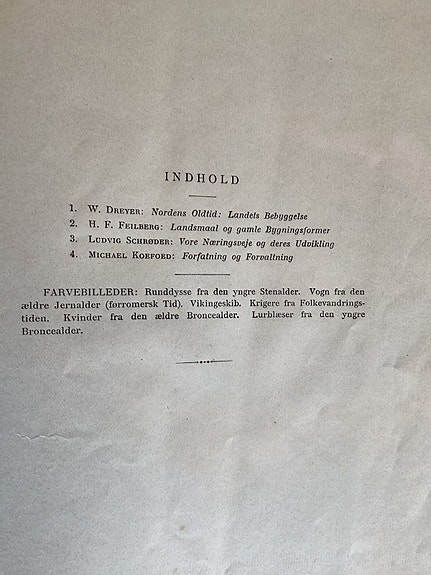 INDHOLD
1. W. DREYER: Nordens Oldtid: Landets Bebyggelse
2. H. F. FEILBERG: Landsmaal og gamle Bygningsformer
3. LUDVIG SCHRØDER: Vore Næringsveje og deres Udvikling
4. MICHAEL KOEFOED: Forfatning og Forvaltning
FARVEBILLEDER: Runddysse fra den yngre Stenalder. Vogn fra den
ældre Jernalder (førromersk Tid). Vikingeskib. Krigere fra Folkevandrings-
tiden. Kvinder fra den ældre Broncealder. Lurblæser fra den yngre
Broncealder.